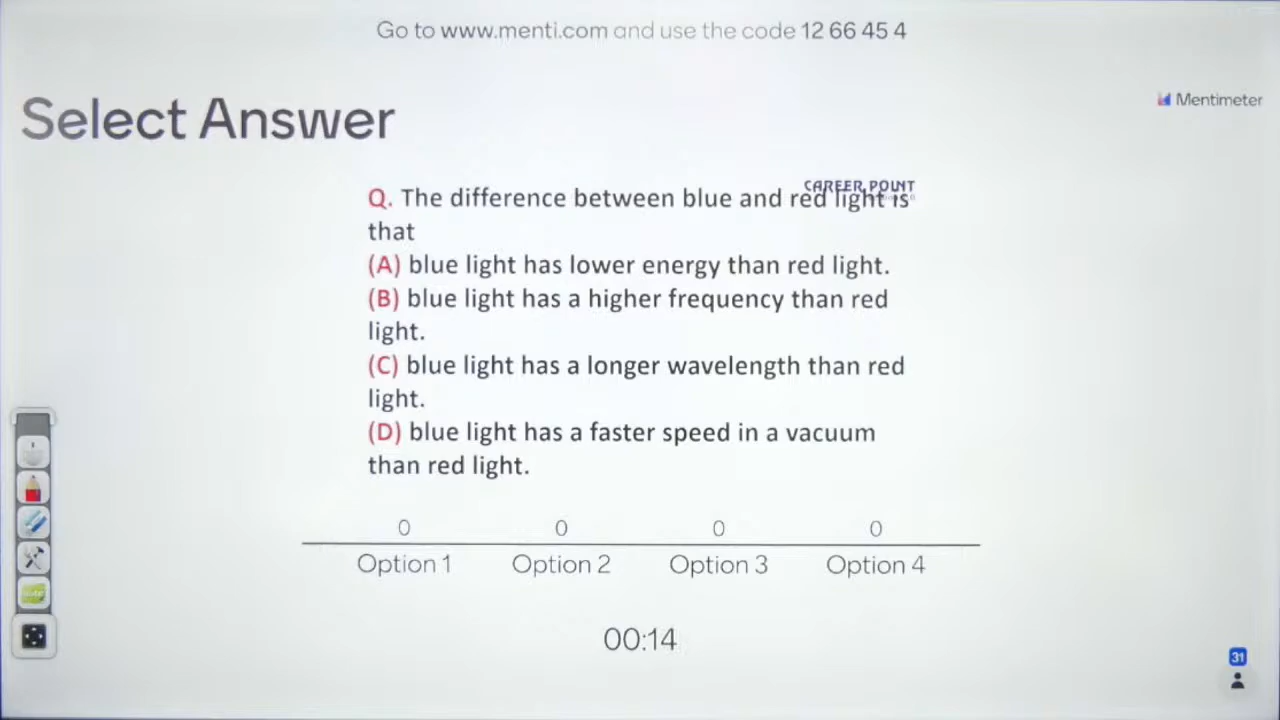 Go to www.menti.com and use the code 12 66 45 4
Select Answer
Mentimeter
CAREER POINT
Q. The difference between blue and red light is
that
(A) blue light has lower energy than red light.
(B) blue light has a higher frequency than red
light.
(C) blue light has a longer wavelength than red
light.
(D) blue light has a faster speed in a vacuum
than red light.
0 0 0 0
Option 1 Option 2 Option 3 Option 4
00:14
31